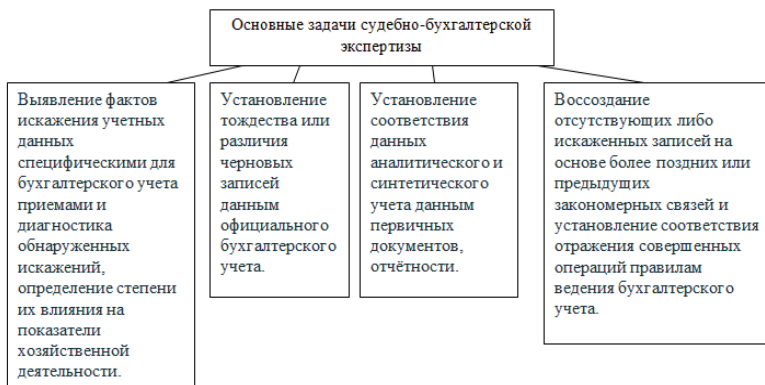 Основные задачи судебно-бухгалтерской
экспертизы
Выявление фактов
искажения учетных
данных
специфическими для
бухгалтерского учета
приемами и
диагностика
обнаруженных
искажений,
определение степени
их влияния на
показатели
хозяйственной
деятельности.
Установление
тождества или
различия
черновых
записей
данным
официального
бухгалтерского
учета.
Установление
соответствия
данных
аналитического и
синтетического
учета данным
первичных
документов,
отчётности.
Воссоздание
отсутствующих либо
искаженных записей на
основе более поздних или
предыдущих
закономерных связей и
установление соответствия
отражения совершенных
операций правилам
ведения бухгалтерского
учета.